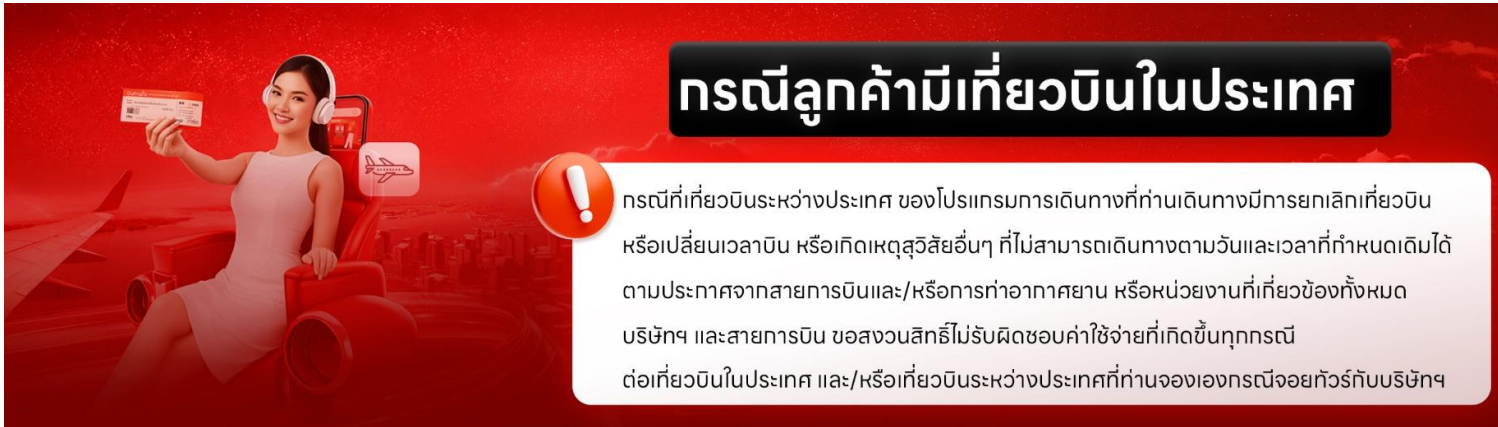 กรณีลูกค้ามีเที่ยวบินในประเทศ
กรณีที่เที่ยวบินระหว่างประเทศ ของโปรแกรมการเดินทางที่ท่านเดินทางมีการยกเลิกเที่ยวบิน
หรือเปลี่ยนเวลาบิน หรือเกิดเหตุสุวิสัยอื่นๆ ที่ไม่สามารถเดินทางตามวันและเวลาที่กำหนดเดิมได้
ตามประกาศจากสายการบินและ/หรือการท่าอากาศยาน หรือหน่วยงานที่เกี่ยวข้องทั้งหมด
บริษัทฯ และสายการบิน ขอสงวนสิทธิ์ไม่รับผิดชอบค่าใช้จ่ายที่เกิดขึ้นทุกกรณี
ต่อเที่ยวบินในประเทศ และ/หรือเที่ยวบินระหว่างประเทศที่ท่านจองเองกรณีจอยทัวร์กับบริษัทฯ